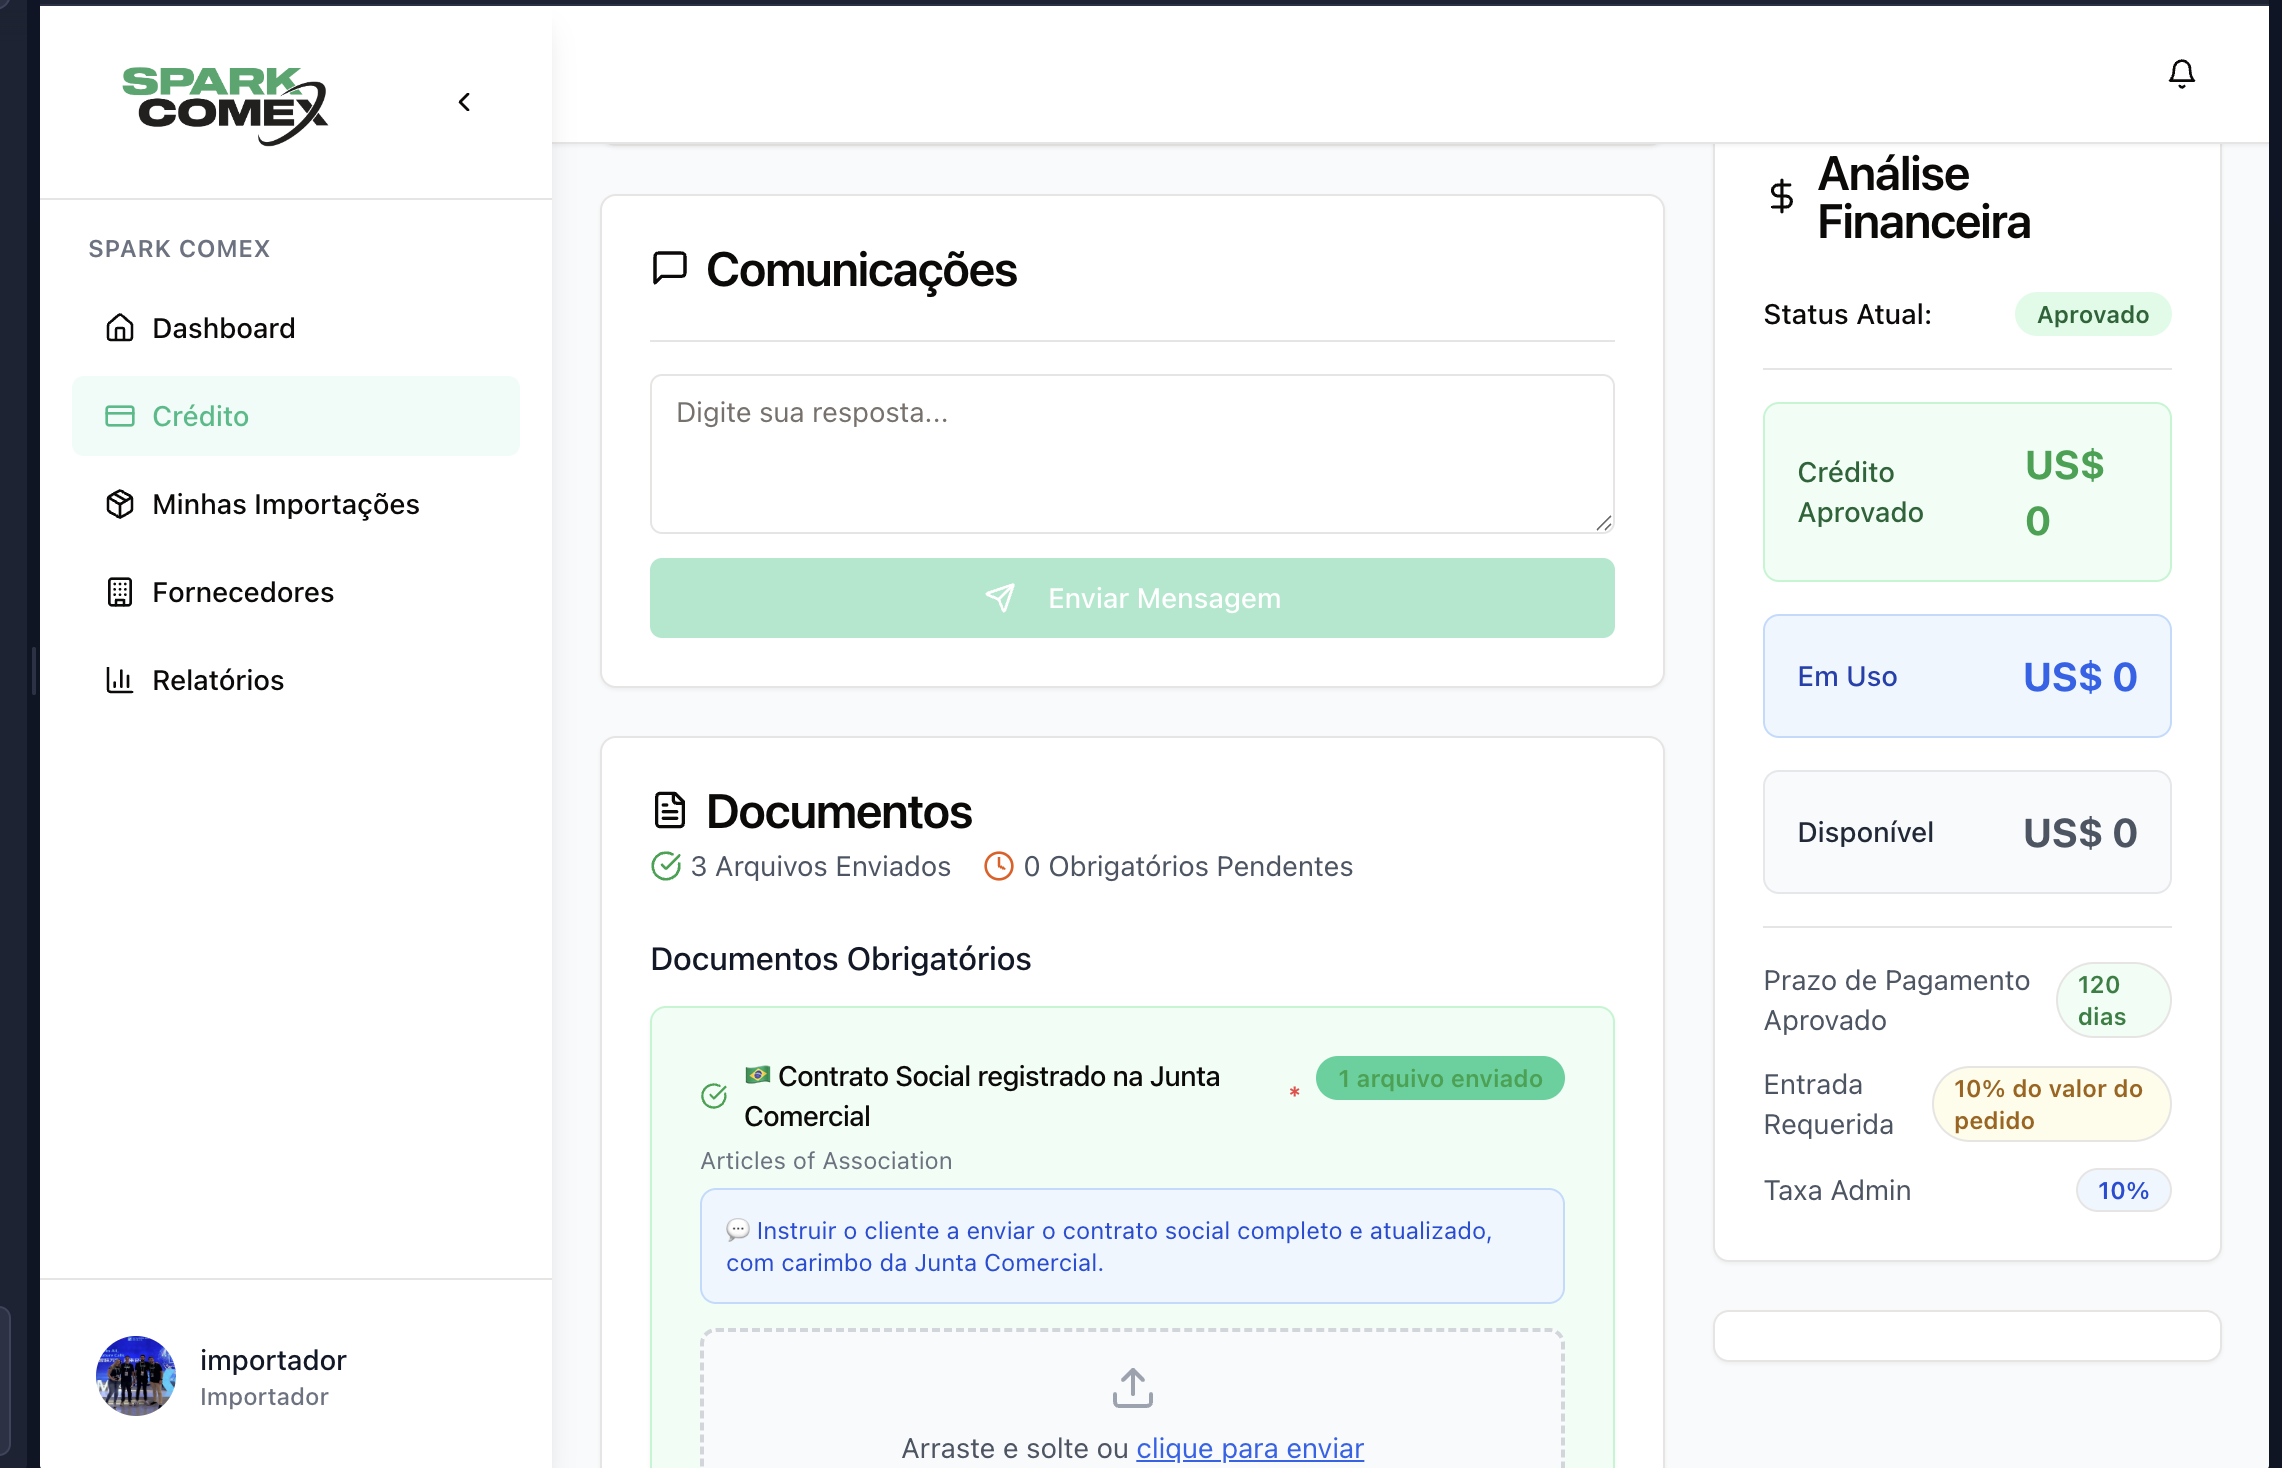 SPARK
COMEX
SPARK COMEX
Dashboard
Crédito
Minhas Importações
Fornecedores
Relatórios
importador
Importador
Comunicações
Digite sua resposta...
Enviar Mensagem
Documentos
3 Arquivos Enviados
0 Obrigatórios Pendentes
Documentos Obrigatórios
Contrato Social registrado na Junta
Comercial
*
1 arquivo enviado
Articles of Association
Instruir o cliente a enviar o contrato social completo e atualizado,
com carimbo da Junta Comercial.
Arraste e solte ou clique para enviar
$ Análise
Financeira
Status Atual:
Aprovado
Crédito
Aprovado
US$
0
Em Uso
US$ 0
Disponível
US$ 0
Prazo de Pagamento
Aprovado
120
dias
Entrada
Requerida
10% do valor do
pedido
Taxa Admin
10%